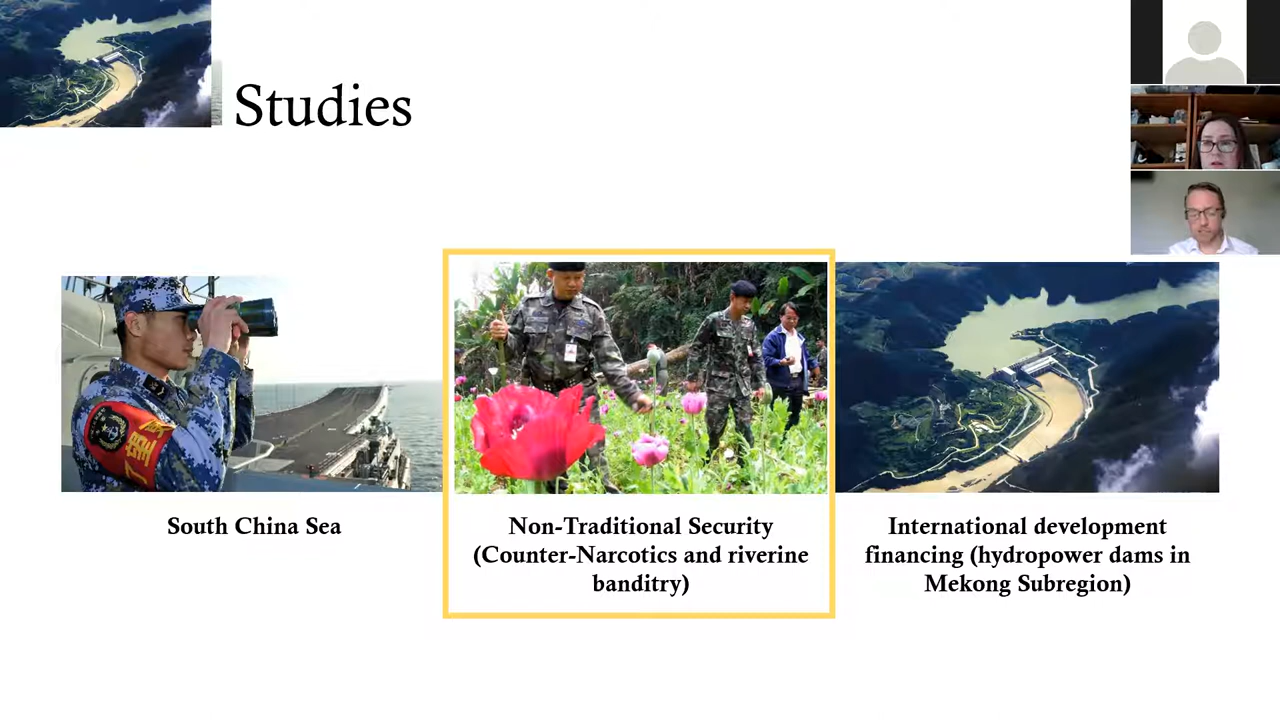 Studies
South China Sea
Non-Traditional Security
(Counter-Narcotics and riverine
banditry)
International development
financing (hydropower dams in
Mekong Subregion)